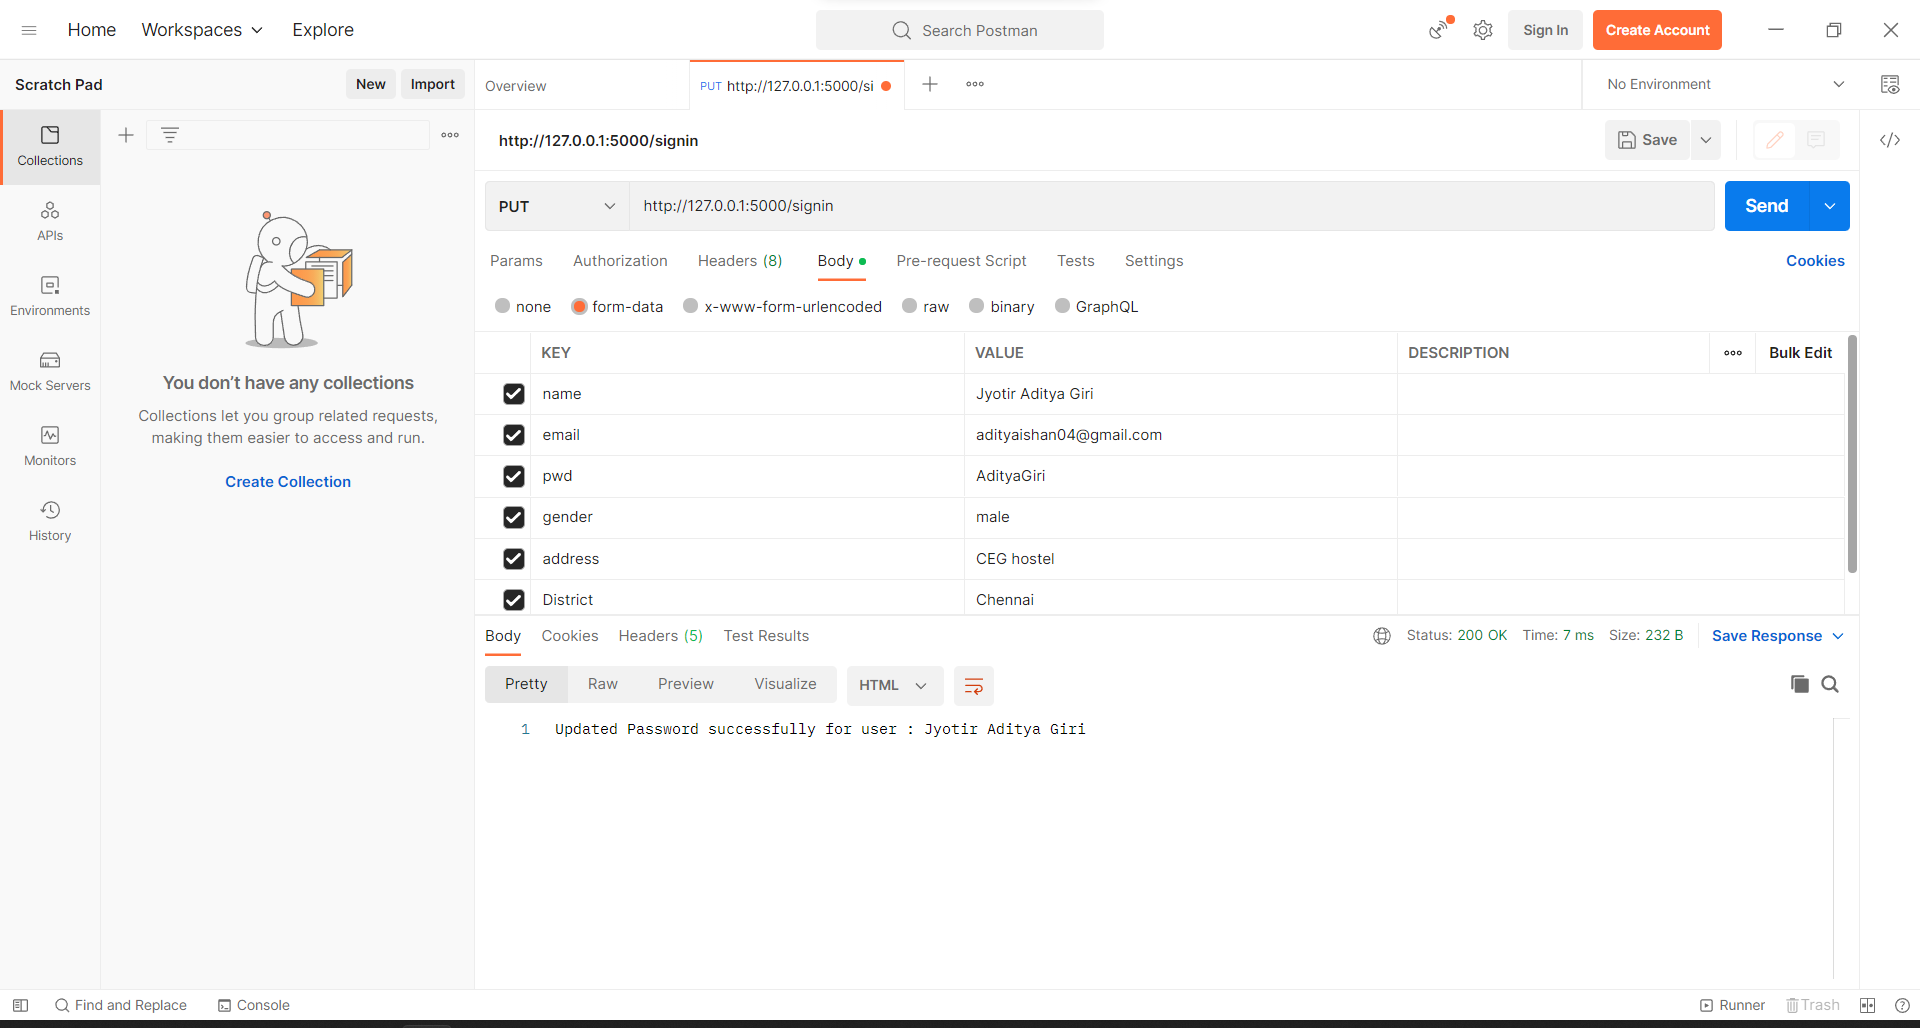 Home Workspaces Explore Search Postman Sign In Create Account
Scratch Pad New Import Overview PUT http://127.0.0.1:5000/si No Environment
http://127.0.0.1:5000/signin Save
Collections
APIs
Environments
Mock Servers
Monitors
History
You don’t have any collections
Collections let you group related requests,
making them easier to access and run.
Create Collection
PUT http://127.0.0.1:5000/signin Send
Params Authorization Headers (8) Body Pre-request Script Tests Settings Cookies
none form-data x-www-form-urlencoded raw binary GraphQL
KEY VALUE DESCRIPTION Bulk Edit
name Jyotir Aditya Giri
email adityaishan04@gmail.com
pwd AdityaGiri
gender male
address CEG hostel
District Chennai
Body Cookies Headers (5) Test Results Status: 200 OK Time: 7 ms Size: 232 B Save Response
Pretty Raw Preview Visualize HTML
1 Updated Password successfully for user : Jyotir Aditya Giri
Find and Replace Console Runner Trash